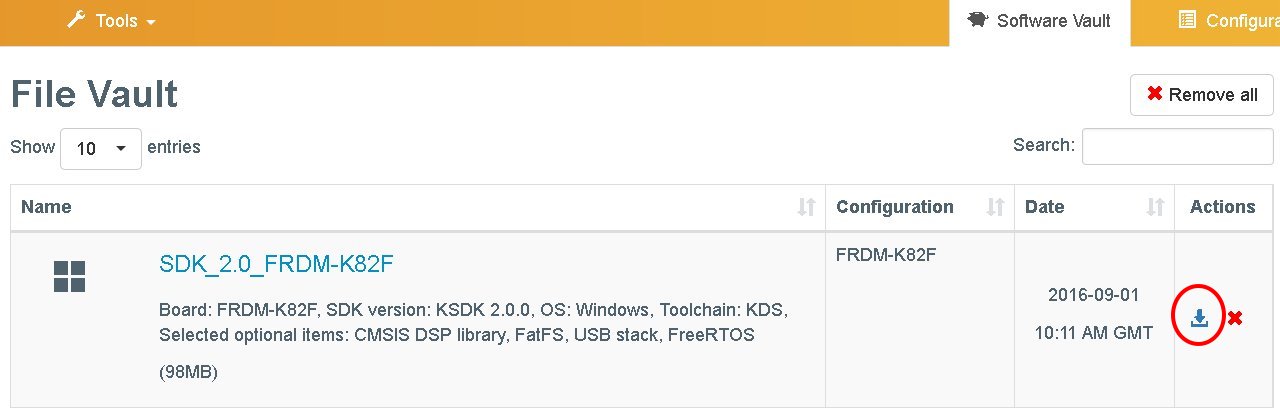 Tools
Software Vault
Configura
File Vault
Remove all
Show 10 entries
Search:
Name
Configuration
Date
Actions
SDK_2.0_FRDM-K82F
FRDM-K82F
Board: FRDM-K82F, SDK version: KSDK 2.0.0, OS: Windows, Toolchain: KDS,
Selected optional items: CMSIS DSP library, FatFS, USB stack, FreeRTOS
(98MB)
2016-09-01
10:11 AM GMT